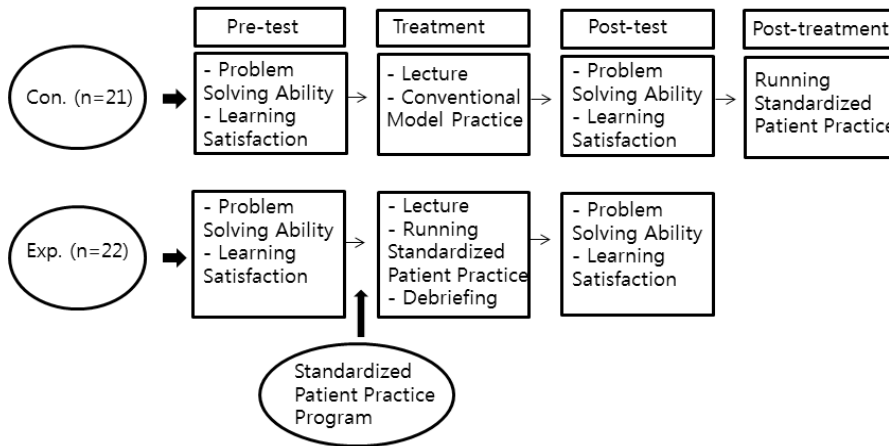 Pre-test
Treatment
Post-test
Post-treatment
Con. (n=21)
- Problem
Solving Ability
- Learning
Satisfaction
- Lecture
- Conventional
Model Practice
- Problem
Solving Ability
- Learning
Satisfaction
Running
Standardized
Patient Practice
Exp. (n=22)
- Problem
Solving Ability
- Learning
Satisfaction
- Lecture
- Running
Standardized
Patient Practice
- Debriefing
- Problem
Solving Ability
- Learning
Satisfaction
Standardized
Patient Practice
Program